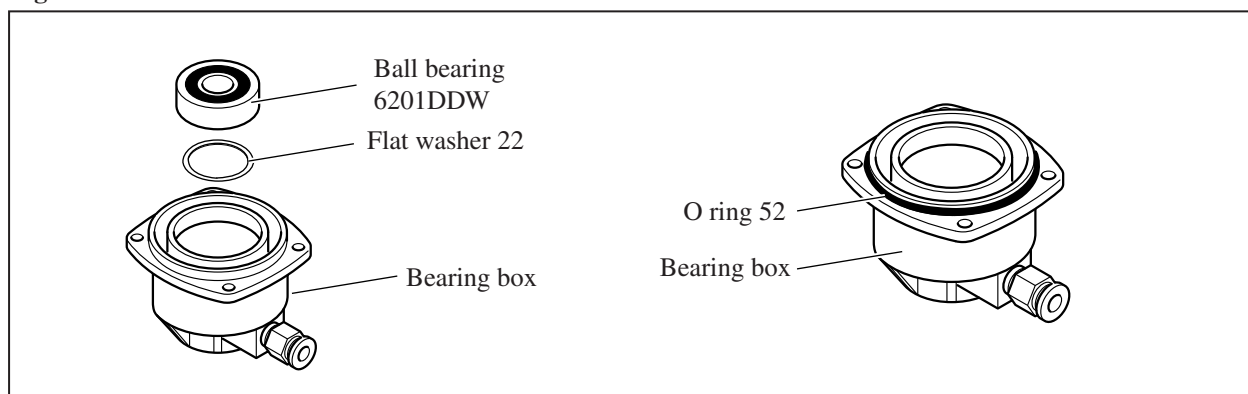 Ball bearing
6201DDW
Flat washer 22
Bearing box
O ring 52
Bearing box